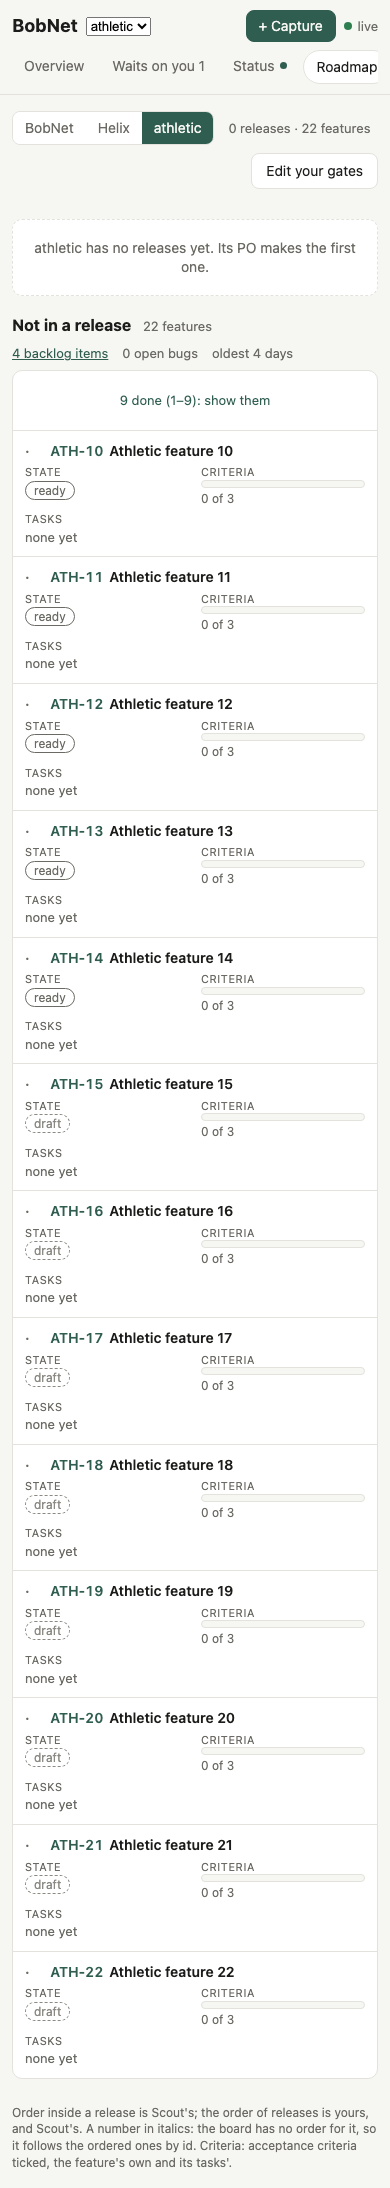 BobNet athletic + Capture live
Overview Waits on you 1 Status Roadmap
BobNet Helix athletic 0 releases · 22 features
Edit your gates
athletic has no releases yet. Its PO makes the first
one.
Not in a release 22 features
4 backlog items 0 open bugs oldest 4 days
9 done (1–9): show them
· ATH-10 Athletic feature 10
STATE CRITERIA
ready
0 of 3
TASKS
none yet
· ATH-11 Athletic feature 11
STATE CRITERIA
ready
0 of 3
TASKS
none yet
· ATH-12 Athletic feature 12
STATE CRITERIA
ready
0 of 3
TASKS
none yet
· ATH-13 Athletic feature 13
STATE CRITERIA
ready
0 of 3
TASKS
none yet
· ATH-14 Athletic feature 14
STATE CRITERIA
ready
0 of 3
TASKS
none yet
· ATH-15 Athletic feature 15
STATE CRITERIA
draft
0 of 3
TASKS
none yet
· ATH-16 Athletic feature 16
STATE CRITERIA
draft
0 of 3
TASKS
none yet
· ATH-17 Athletic feature 17
STATE CRITERIA
draft
0 of 3
TASKS
none yet
· ATH-18 Athletic feature 18
STATE CRITERIA
draft
0 of 3
TASKS
none yet
· ATH-19 Athletic feature 19
STATE CRITERIA
draft
0 of 3
TASKS
none yet
· ATH-20 Athletic feature 20
STATE CRITERIA
draft
0 of 3
TASKS
none yet
· ATH-21 Athletic feature 21
STATE CRITERIA
draft
0 of 3
TASKS
none yet
· ATH-22 Athletic feature 22
STATE CRITERIA
draft
0 of 3
TASKS
none yet
Order inside a release is Scout's; the order of releases is yours,
and Scout's. A number in italics: the board has no order for it, so
it follows the ordered ones by id. Criteria: acceptance criteria
ticked, the feature's own and its tasks'.